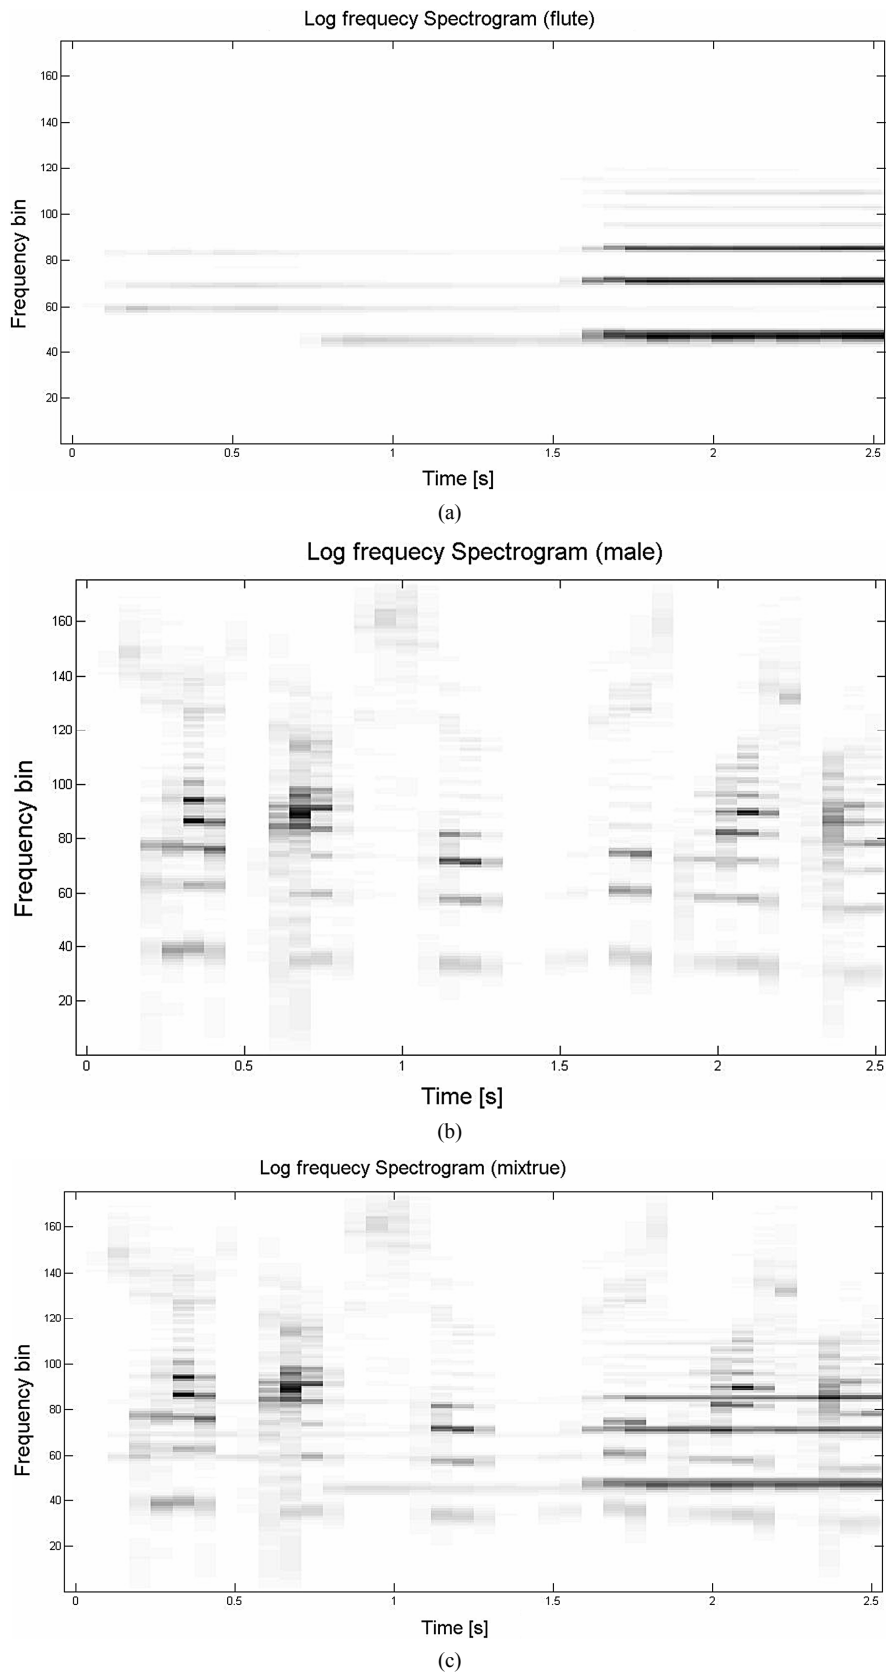 Log frequecy Spectrogram (flute)
160
140
120
100
80
60
40
20
Frequency bin
0 0.5 1 1.5 2 2.5
Time [s]
(a)
Log frequecy Spectrogram (male)
160
140
120
100
80
60
40
20
Frequency bin
0 0.5 1 1.5 2 2.5
Time [s]
(b)
Log frequecy Spectrogram (mixtrue)
160
140
120
100
80
60
40
20
Frequency bin
0 0.5 1 1.5 2 2.5
Time [s]
(c)